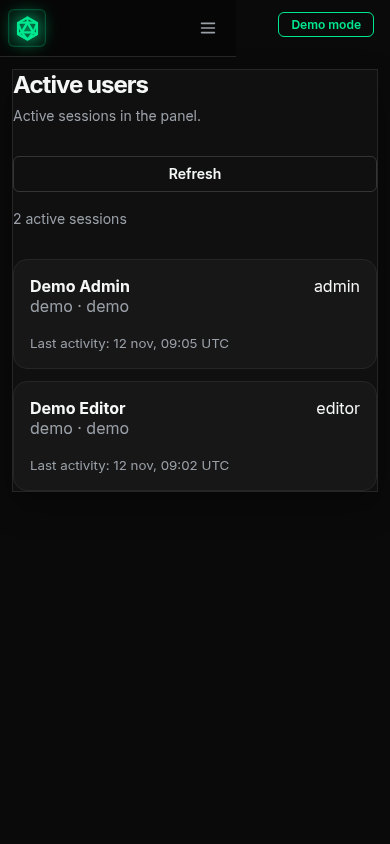 Demo mode
Active users
Active sessions in the panel.
Refresh
2 active sessions
Demo Admin admin
demo · demo
Last activity: 12 nov, 09:05 UTC
Demo Editor editor
demo · demo
Last activity: 12 nov, 09:02 UTC